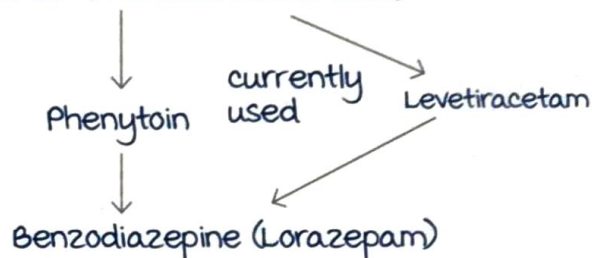 currently
Phenytoin used Levetiracetam
Benzodiazepine (Lorazepam)